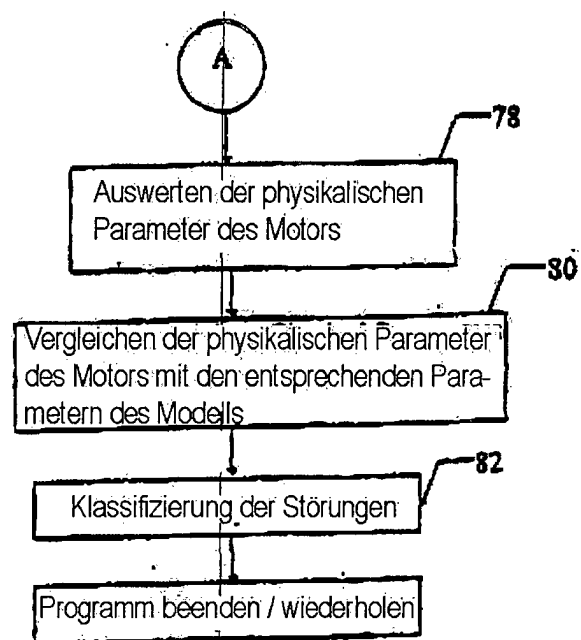 A
78
Auswerten der physikalischen
Parameter des Motors
80
Vergleichen der physikalischen Parameter
des Motors mit den entsprechenden Para-
metern des Modells
82
Klassifizierung der Störungen
Programm beenden / wiederholen